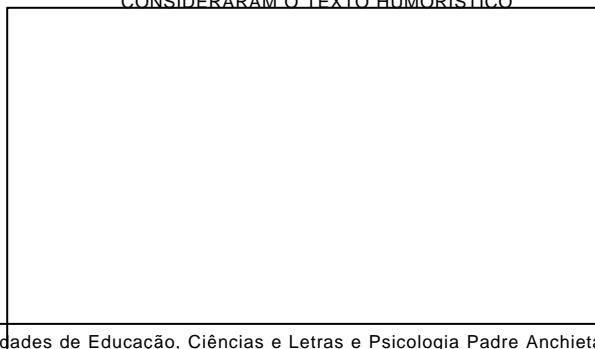 CONSIDERARAM O TEXTO HUMORÍSTICO
dades de Educação, Ciências e Letras e Psicologia Padre Anchieta